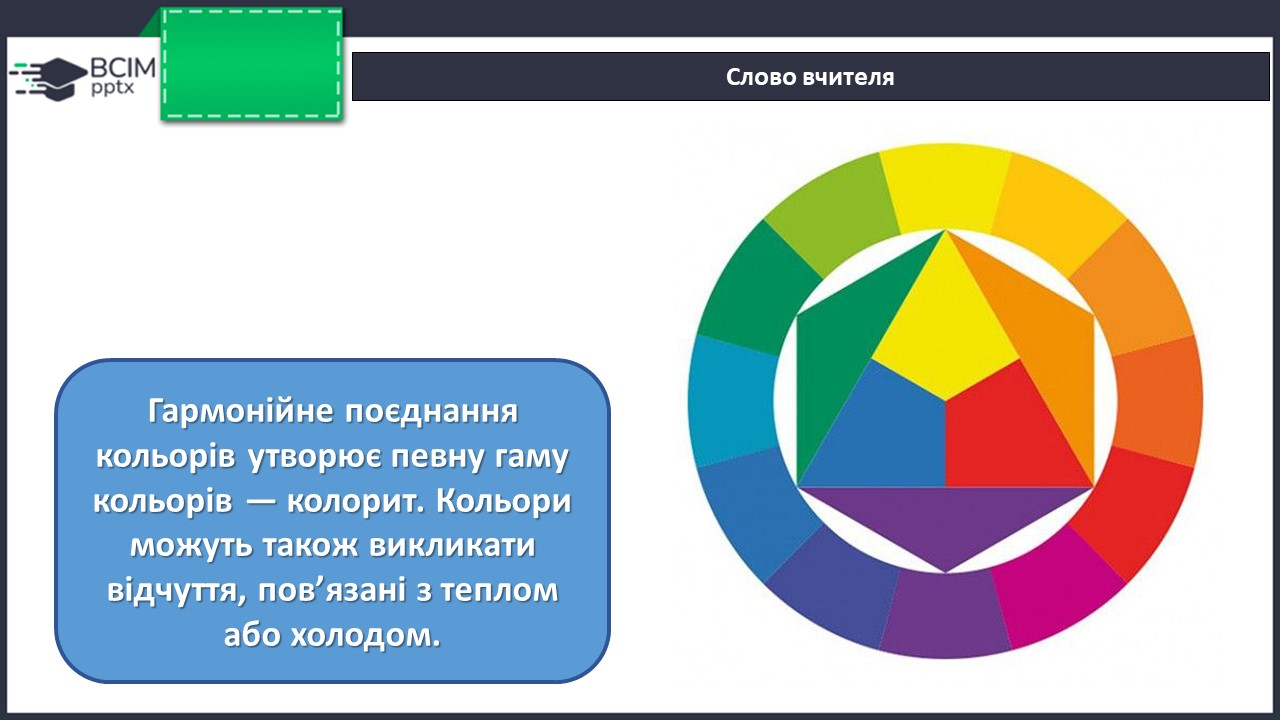 BCIM
pptx
Слово вчителя
Гармонійне поєднання
кольорів утворює певну гаму
кольорів — колорит. Кольори
можуть також викликати
відчуття, пов’язані з теплом
або холодом.